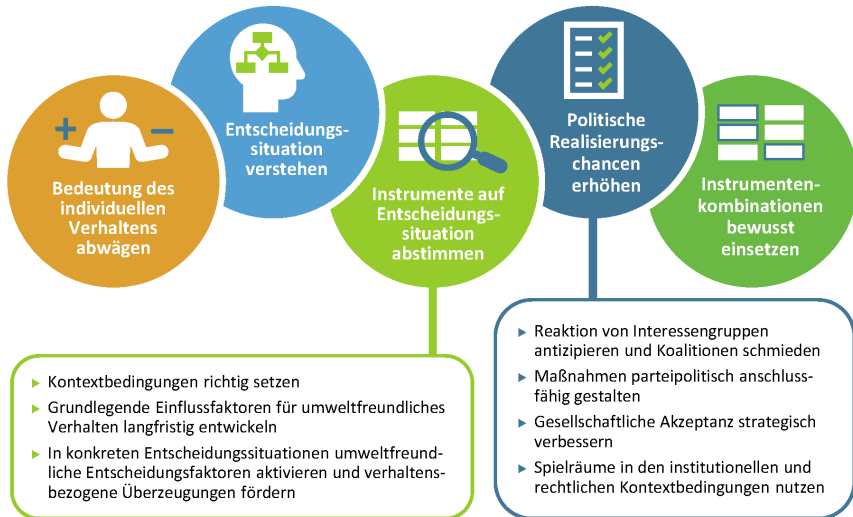 Bedeutung des
individuellen
Verhaltens
abwägen
Entscheidungs-
situation
verstehen
Instrumente auf
Entscheidungs-
situation
abstimmen
Politische
Realisierungs-
chancen
erhöhen
Instrumenten-
kombinationen
bewusst
einsetzen
Kontextbedingungen richtig setzen
Grundlegende Einflussfaktoren für umweltfreundliches
Verhalten langfristig entwickeln
In konkreten Entscheidungssituationen umweltfreund-
liche Entscheidungsfaktoren aktivieren und verhaltens-
bezogene Überzeugungen fördern
Reaktion von Interessengruppen
antizipieren und Koalitionen schmieden
Maßnahmen parteipolitisch anschluss-
fähig gestalten
Gesellschaftliche Akzeptanz strategisch
verbessern
Spielräume in den institutionellen und
rechtlichen Kontextbedingungen nutzen